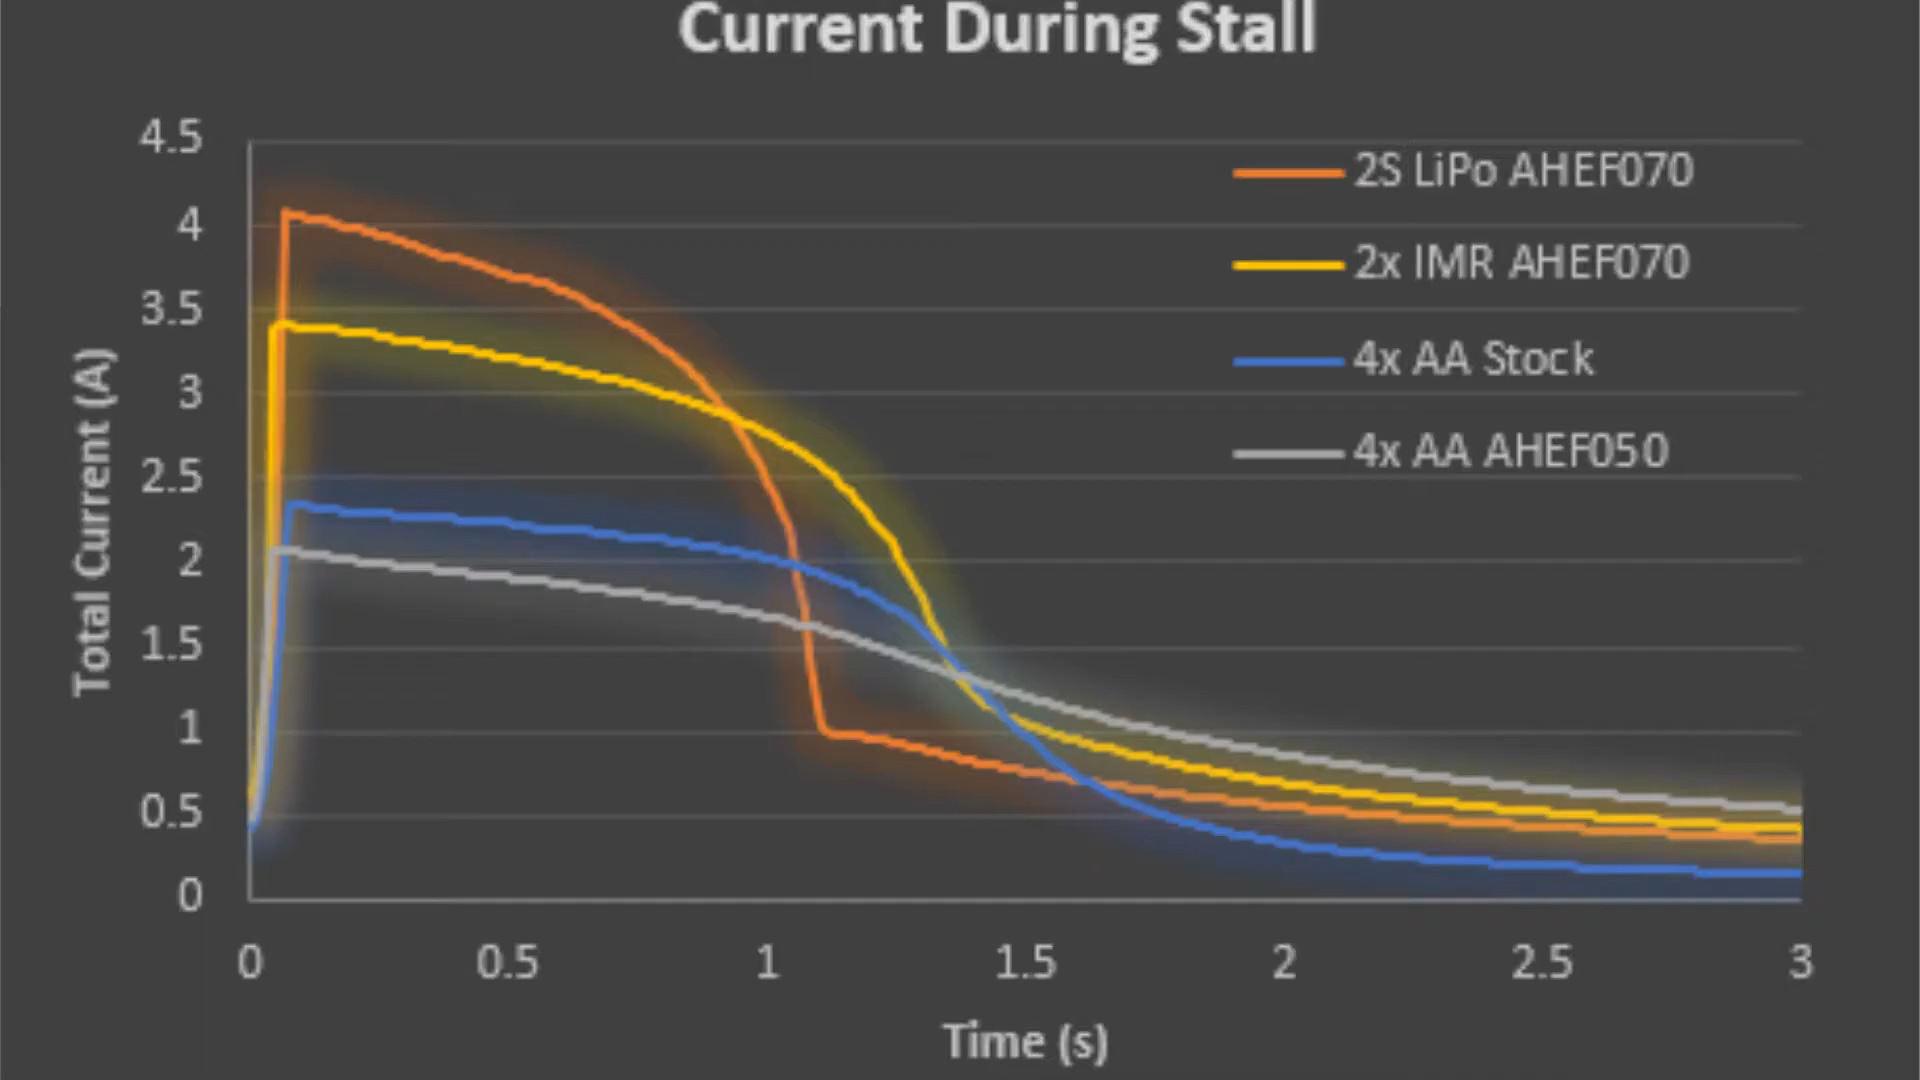 Current During Stall
4.5
4
3.5
3
2.5
2
1.5
1
0.5
0
Total Current (A)
2S LiPo AHEF070
2x IMR AHEF070
4x AA Stock
4x AA AHEF050
0 0.5 1 1.5 2 2.5 3
Time (s)